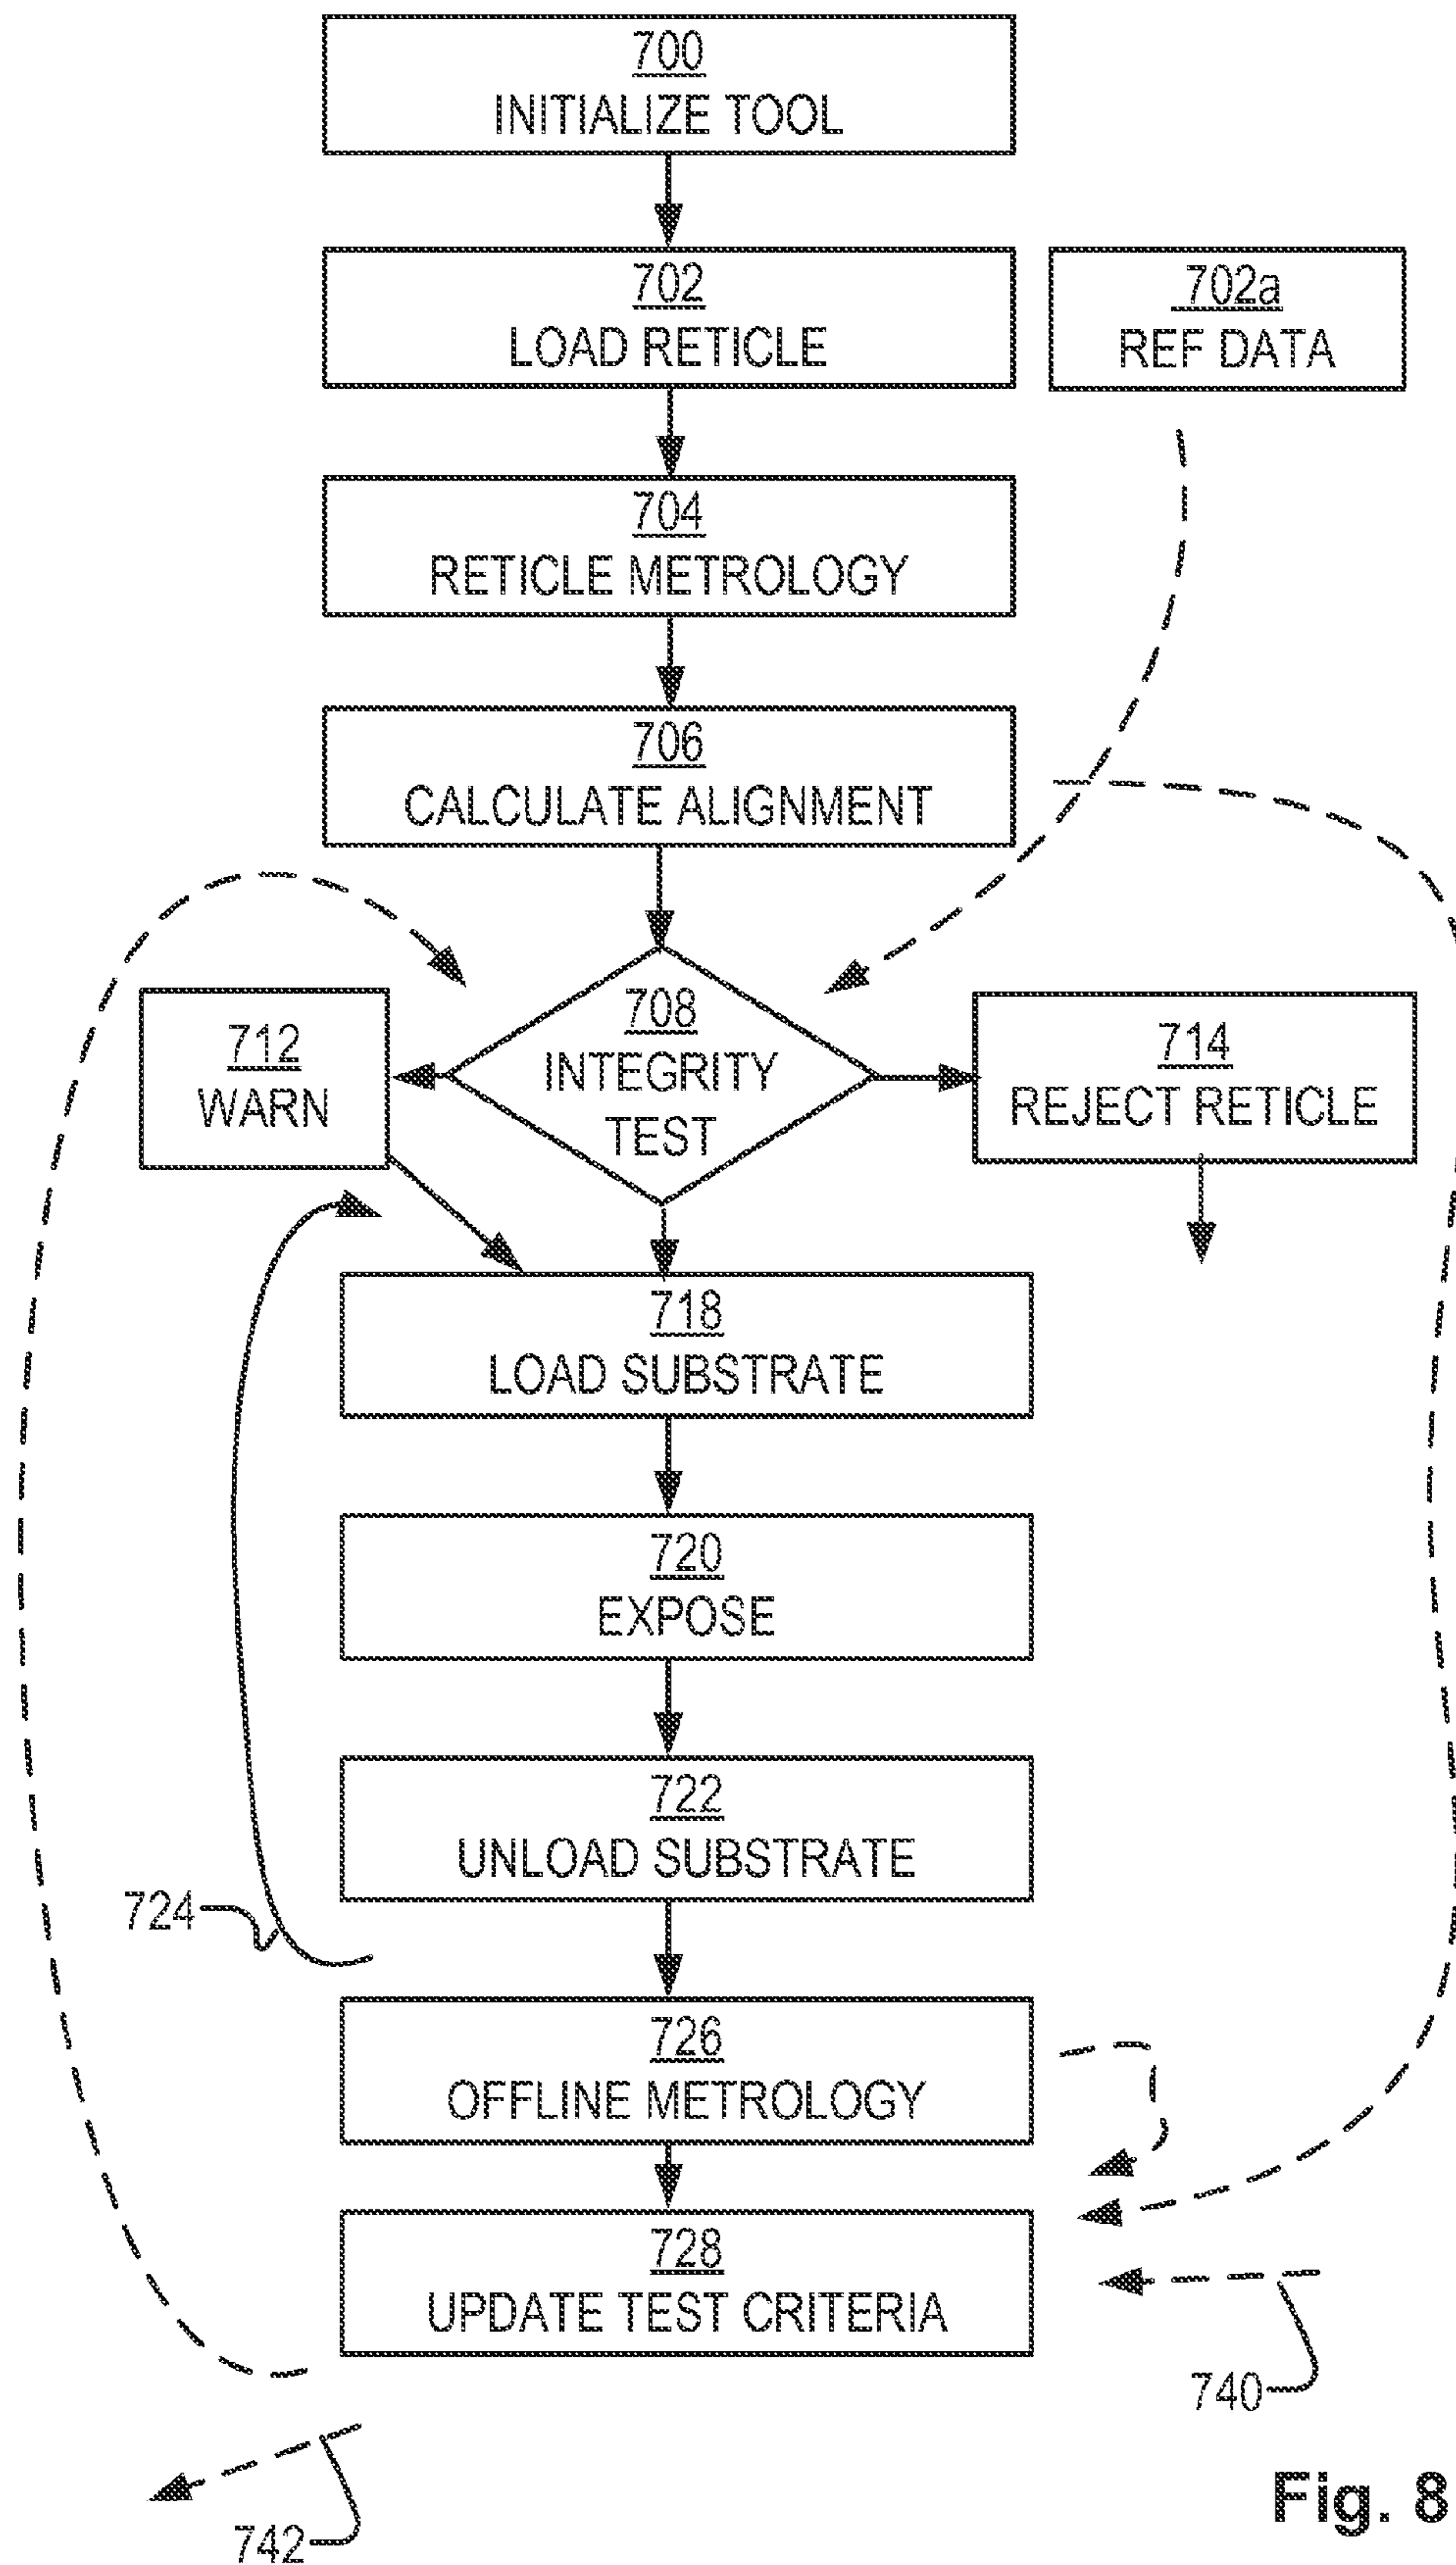 700
INITIALIZE TOOL
702
LOAD RETICLE
702a
REF DATA
704
RETICLE METROLOGY
706
CALCULATE ALIGNMENT
708
INTEGRITY
TEST
712
WARN
714
REJECT RETICLE
718
LOAD SUBSTRATE
720
EXPOSE
722
UNLOAD SUBSTRATE
724
726
OFFLINE METROLOGY
728
UPDATE TEST CRITERIA
740
742
Fig. 8